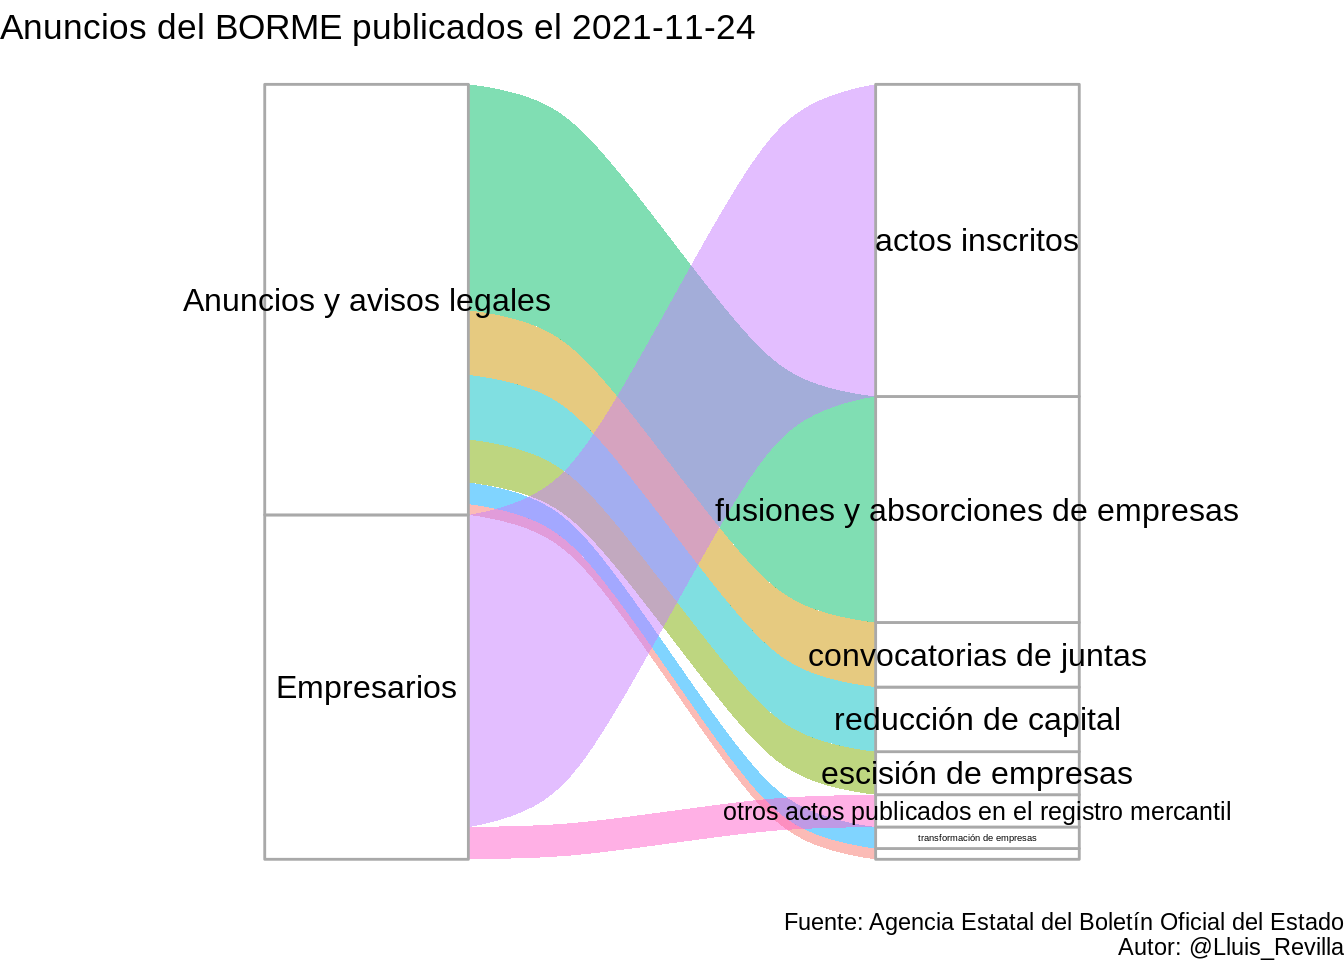 Anuncios del BORME publicados el 2021-11-24
actos inscritos
Anuncios y avisos legales
fusiones y absorciones de empresas
convocatorias de juntas
Empresarios
reducción de capital
escisión de empresas
otros actos publicados en el registro mercantil
transformación de empresas
Fuente: Agencia Estatal del Boletín Oficial del Estado
Autor: @Lluis_Revilla